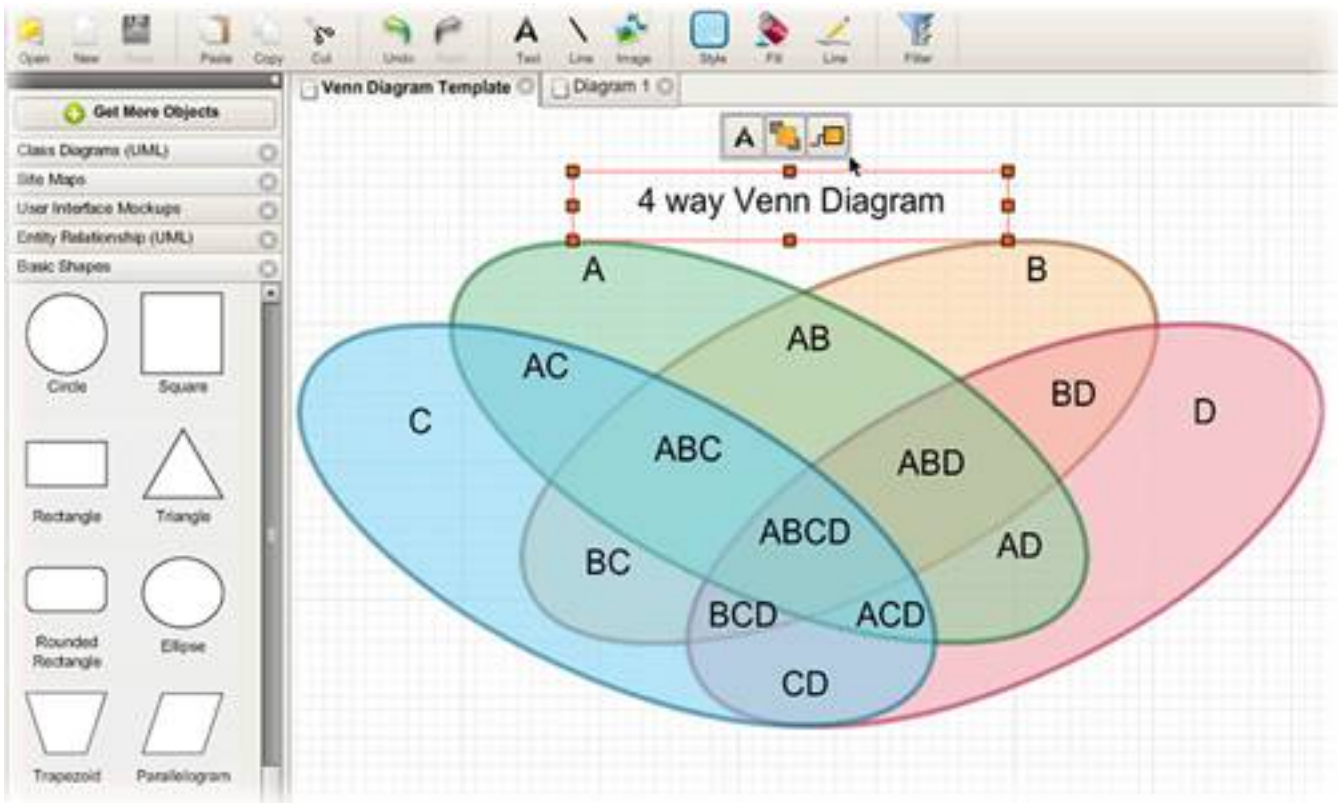 Open New Paste Copy Cut Undo Text Line Image Style Fill Line Filter
Venn Diagram Template Diagram 1
Get More Objects
Class Diagrams (UML)
Site Maps
User Interface Mockups
Entity Relationship (UML)
Basic Shapes
Circle Square
Rectangle Triangle
Rounded Rectangle
Ellipse
Trapezoid Parallelogram
A
4 way Venn Diagram
A B
AB
AC BD
C D
ABC ABD
ABCD
BC AD
BCD ACD
CD